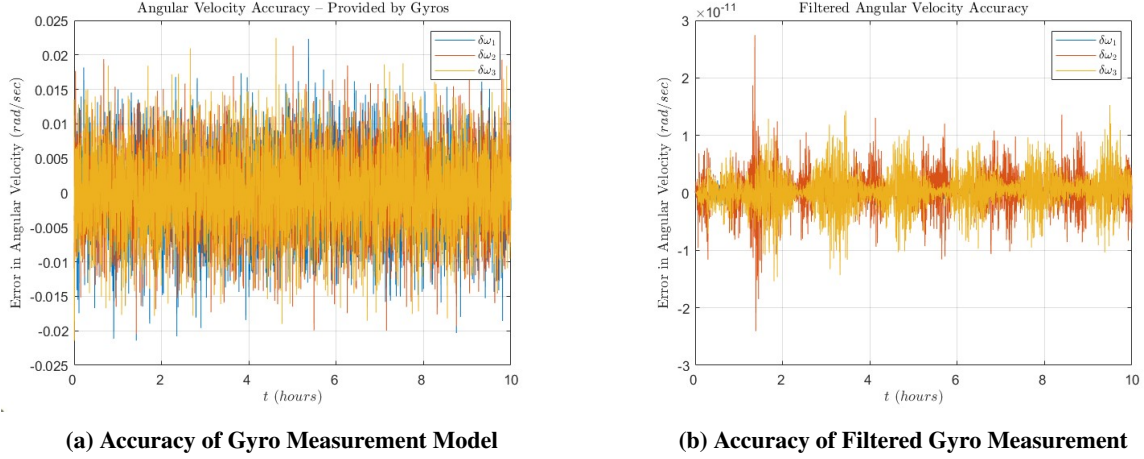 Angular Velocity Accuracy – Provided by Gyros
0.025
0.02
0.015
0.01
0.005
0
-0.005
-0.01
-0.015
-0.02
-0.025
Error in Angular Velocity (rad/sec)
δω₁
δω₂
δω₃
0 2 4 6 8 10
t (hours)
(a) Accuracy of Gyro Measurement Model
×10⁻¹¹
Filtered Angular Velocity Accuracy
3
2
1
0
-1
-2
-3
Error in Angular Velocity (rad/sec)
δω₁
δω₂
δω₃
0 2 4 6 8 10
t (hours)
(b) Accuracy of Filtered Gyro Measurement